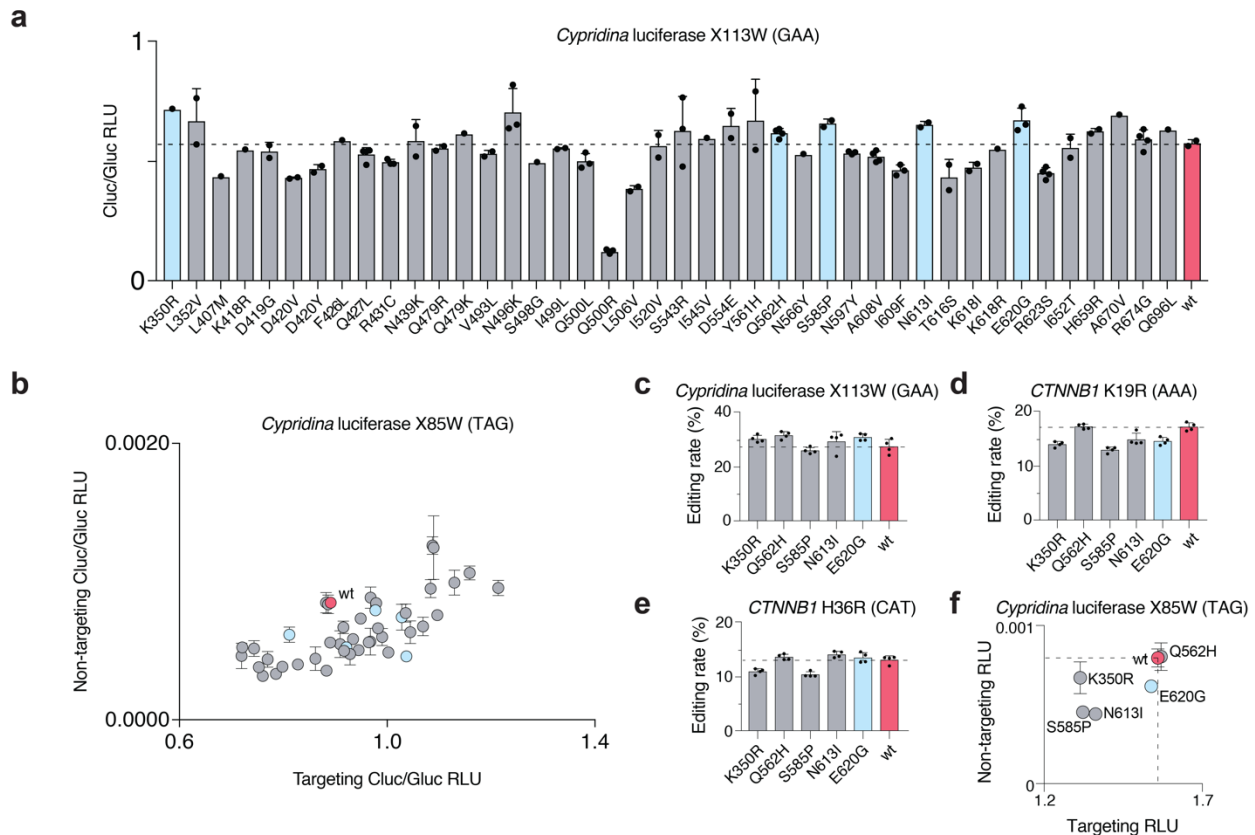 a
Cypridina luciferase X113W (GAA)
1
Cluc/Gluc RLU
0
K350R
L352V
L407M
K418R
D419G
D420V
D420Y
F426L
Q427L
R431C
N439K
Q479R
Q479K
V493L
N496K
S498G
I499L
Q500L
Q500R
L506V
I520V
S543R
I545V
D554E
Y561H
Q562H
N566Y
S585P
N597Y
A608V
I609F
N613I
T616S
K618I
K618R
E620G
R623S
I652T
H659R
A670V
R674G
Q696L
wt
b
Cypridina luciferase X85W (TAG)
0.0020
Non-targeting Cluc/Gluc RLU
wt
0.0000
0.6
1.0
1.4
Targeting Cluc/Gluc RLU
c
Cypridina luciferase X113W (GAA)
40
30
20
10
0
Editing rate (%)
K350R
Q562H
S585P
N613I
E620G
wt
d
CTNNB1 K19R (AAA)
20
15
10
0
Editing rate (%)
K350R
Q562H
S585P
N613I
E620G
wt
e
CTNNB1 H36R (CAT)
20
15
10
0
Editing rate (%)
K350R
Q562H
S585P
N613I
E620G
wt
f
Cypridina luciferase X85W (TAG)
0.001
Non-targeting RLU
wt
Q562H
K350R
E620G
S585P
N613I
0
1.2
1.7
Targeting RLU